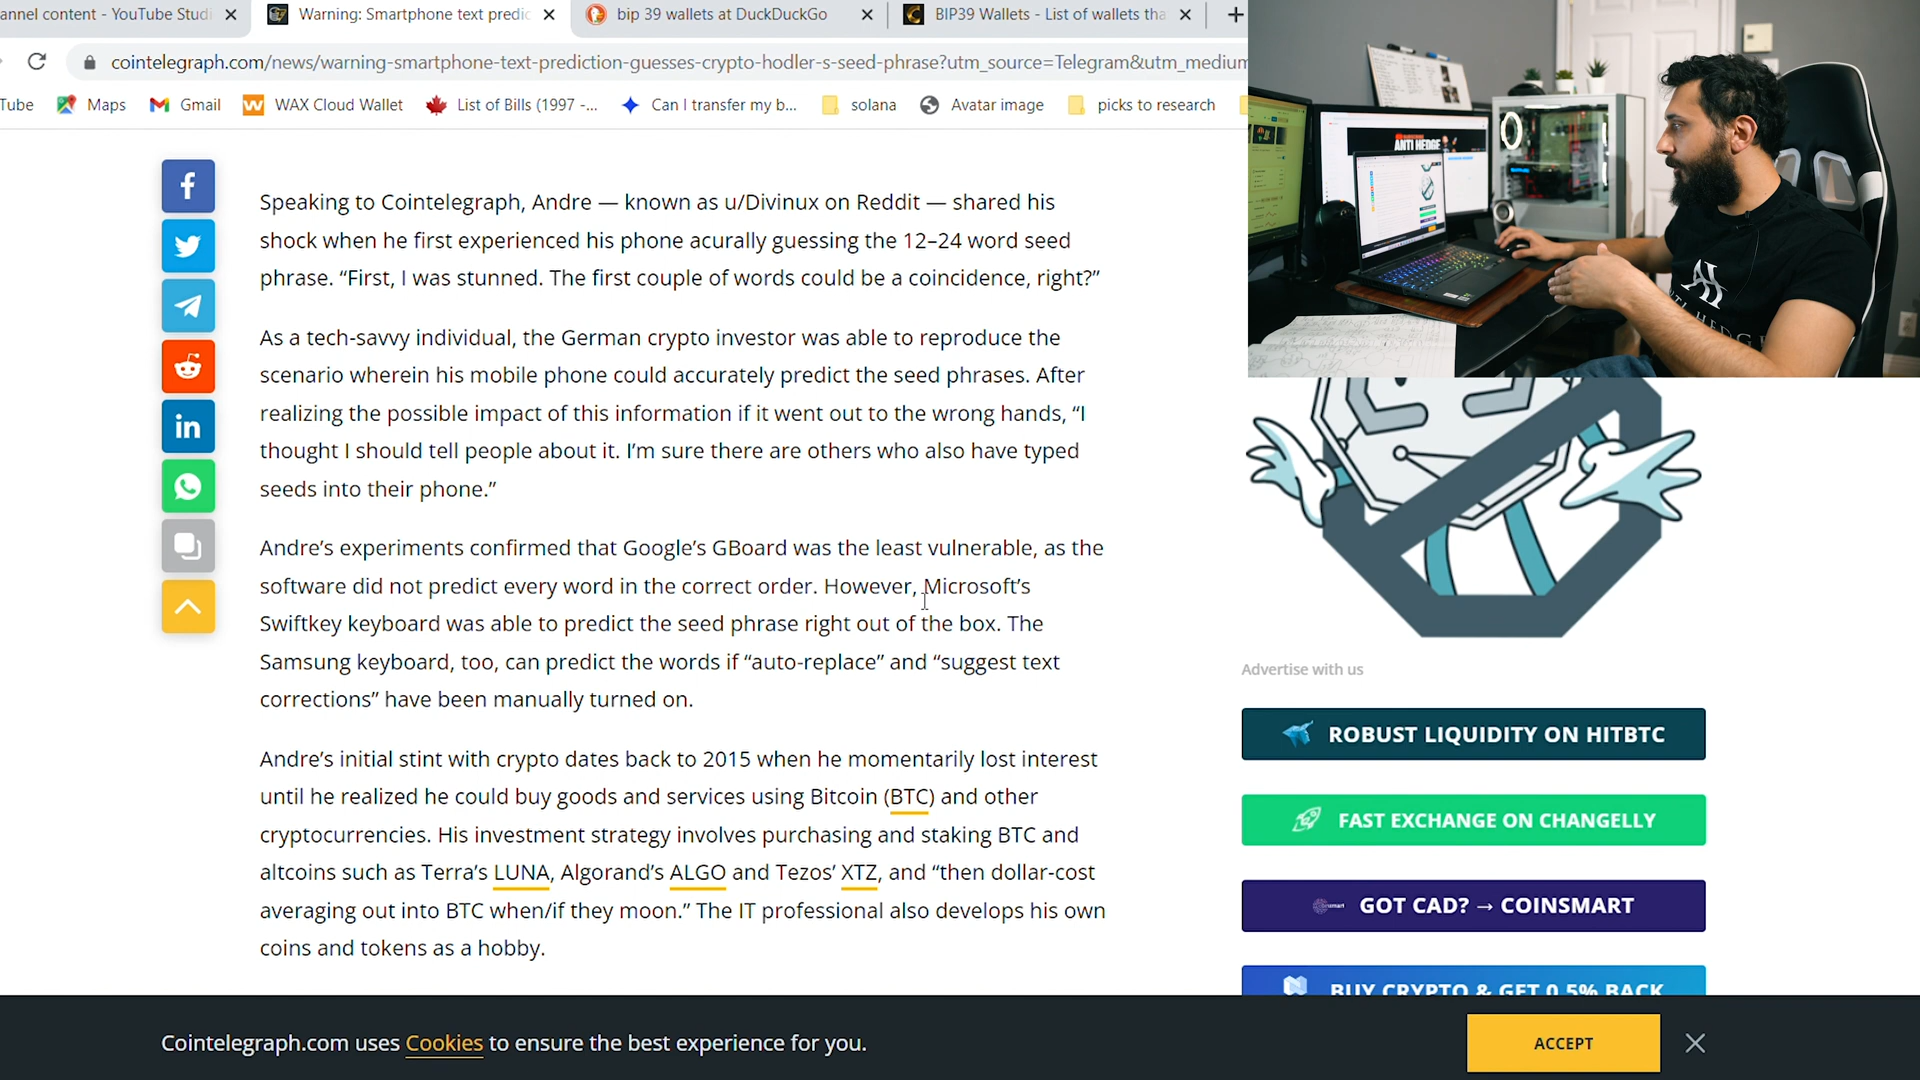 annel content - YouTube Studi
Warning: Smartphone text predic
bip 39 wallets at DuckDuckGo
BIP39 Wallets - List of wallets tha
cointelegraph.com/news/warning-smartphone-text-prediction-guesses-crypto-hodler-s-seed-phrase?utm_source=Telegram&utm_medium
Tube
Maps
Gmail
WAX Cloud Wallet
List of Bills (1997 -...
Can I transfer my b...
solana
Avatar image
picks to research
ANTI HEDGE
Speaking to Cointelegraph, Andre — known as u/Divinux on Reddit — shared his
shock when he first experienced his phone acurally guessing the 12–24 word seed
phrase. “First, I was stunned. The first couple of words could be a coincidence, right?”
As a tech-savvy individual, the German crypto investor was able to reproduce the
scenario wherein his mobile phone could accurately predict the seed phrases. After
realizing the possible impact of this information if it went out to the wrong hands, “I
thought I should tell people about it. I’m sure there are others who also have typed
seeds into their phone.”
Andre’s experiments confirmed that Google’s GBoard was the least vulnerable, as the
software did not predict every word in the correct order. However, Microsoft’s
Swiftkey keyboard was able to predict the seed phrase right out of the box. The
Samsung keyboard, too, can predict the words if “auto-replace” and “suggest text
corrections” have been manually turned on.
Andre’s initial stint with crypto dates back to 2015 when he momentarily lost interest
until he realized he could buy goods and services using Bitcoin (BTC) and other
cryptocurrencies. His investment strategy involves purchasing and staking BTC and
altcoins such as Terra’s LUNA, Algorand’s ALGO and Tezos’ XTZ, and “then dollar-cost
averaging out into BTC when/if they moon.” The IT professional also develops his own
coins and tokens as a hobby.
Advertise with us
ROBUST LIQUIDITY ON HITBTC
FAST EXCHANGE ON CHANGELLY
GOT CAD? → COINSMART
BUY CRYPTO & GET 0.5% BACK
Cointelegraph.com uses Cookies to ensure the best experience for you.
ACCEPT